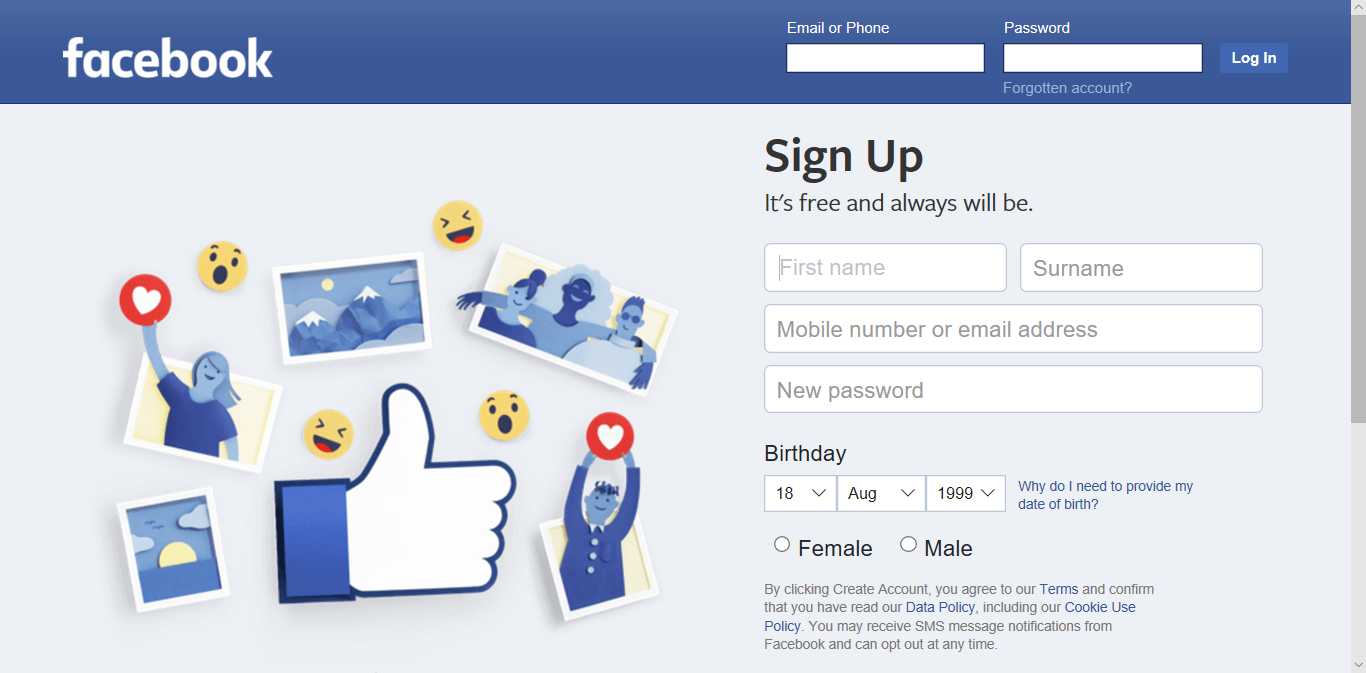 facebook
Email or Phone
Password
Log In
Forgotten account?
Sign Up
It's free and always will be.
First name
Surname
Mobile number or email address
New password
Birthday
18
Aug
1999
Why do I need to provide my
date of birth?
Female
Male
By clicking Create Account, you agree to our Terms and confirm
that you have read our Data Policy, including our Cookie Use
Policy. You may receive SMS message notifications from
Facebook and can opt out at any time.